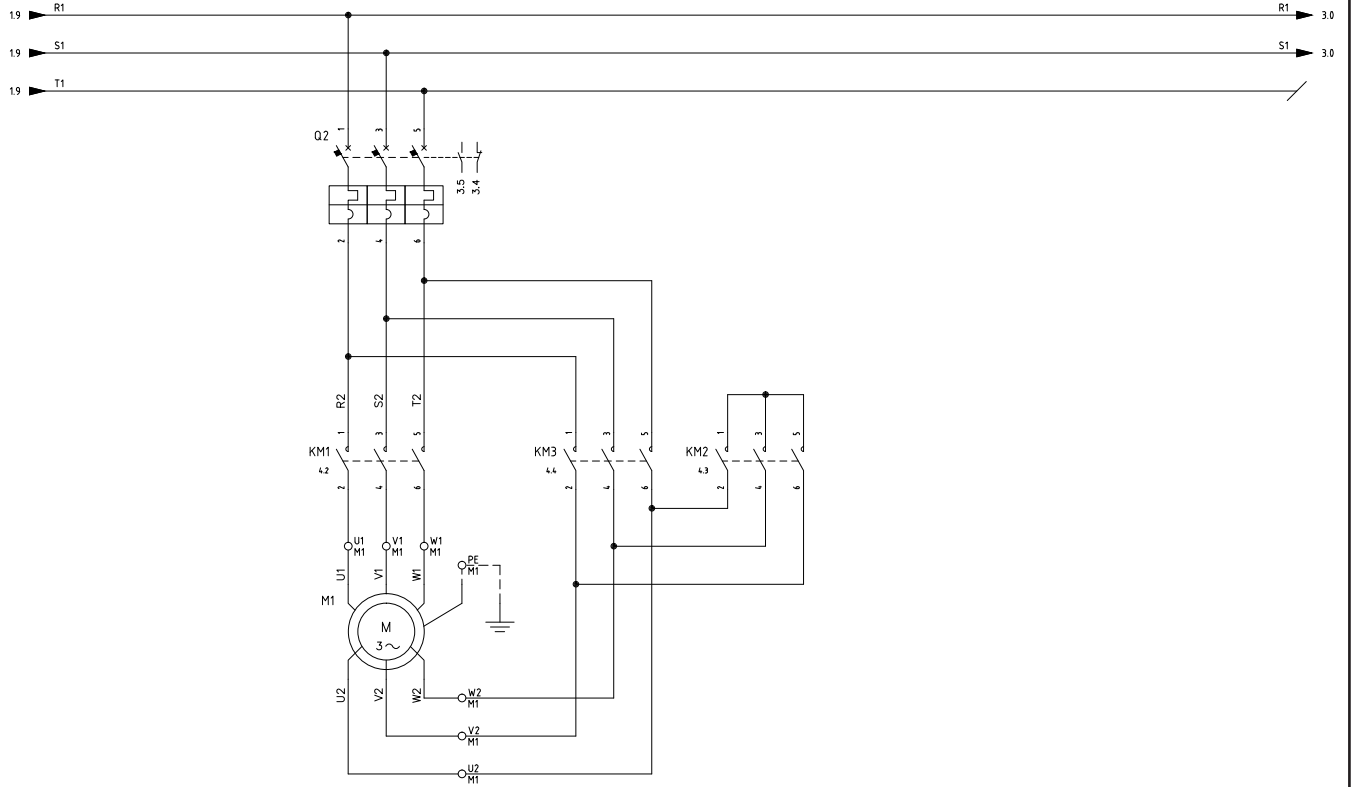 1.9 R1 R1 3.0
1.9 S1 S1 3.0
1.9 T1
Q2 1 3 5
3.5 3.4
2 4 6
R2 S2 T2
KM1 1 3 5
4.2
2 4 6
KM3 1 3 5
4.4
2 4 6
KM2 1 3 5
4.3
2 4 6
U1 V1 W1
M1 M1 M1
PE
M1
U1 V1 W1
M1
M
3~
U2 V2 W2
W2
M1
V2
M1
U2
M1